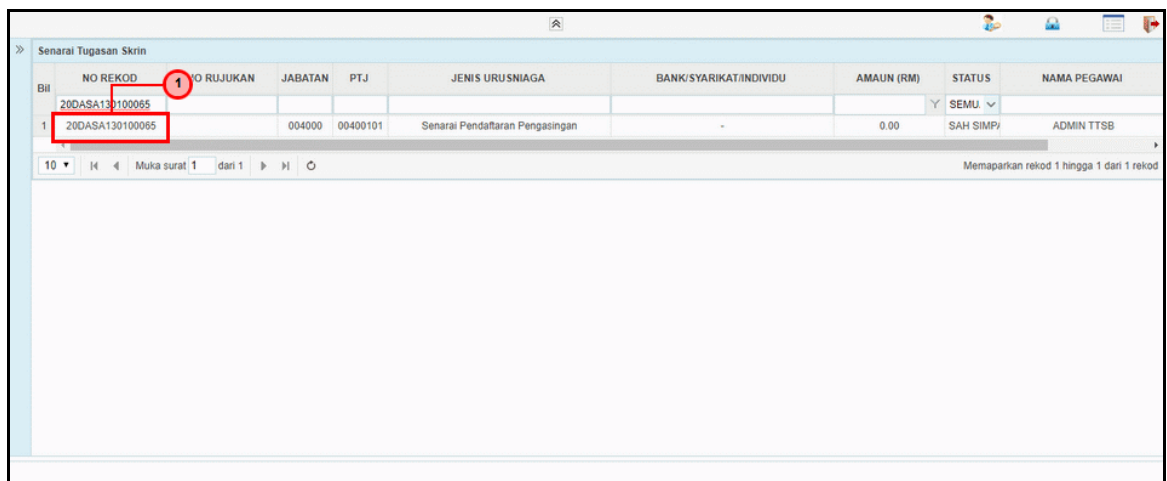 Senarai Tugasan Skrin
Bil NO REKOD 1 O RUJUKAN JABATAN PTJ JENIS URUSNIAGA BANK/SYARIKAT/INDIVIDU AMAUN (RM) STATUS NAMA PEGAWAI
20DASA130100065 SEMU.
1 20DASA130100065 004000 00400101 Senarai Pendaftaran Pengasingan - 0.00 SAH SIMP ADMIN TTSB
10 Muka surat 1 dari 1 Memaparkan rekod 1 hingga 1 dari 1 rekod